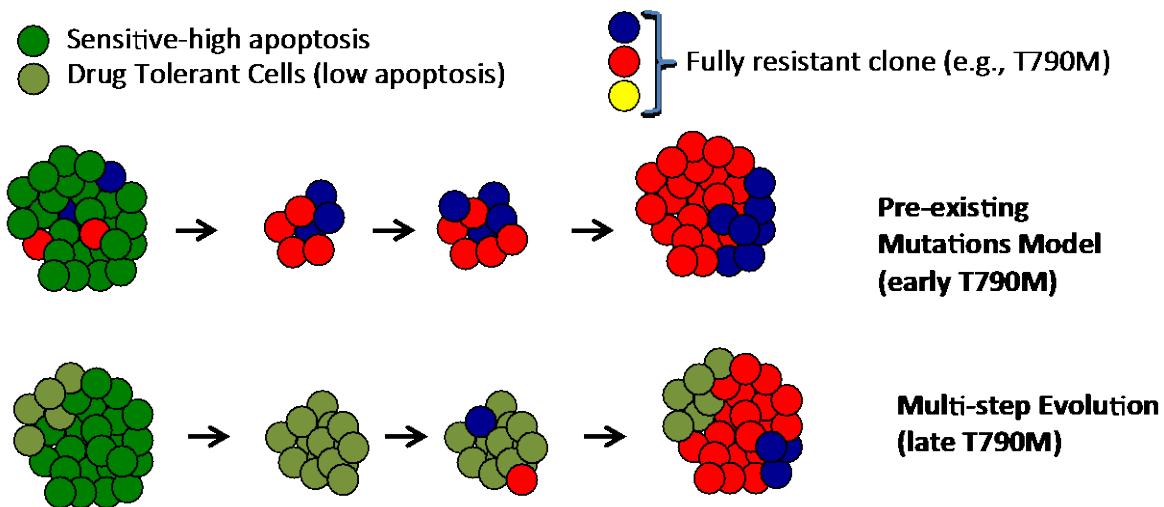 Sensitive-high apoptosis
Drug Tolerant Cells (low apoptosis)
Fully resistant clone (e.g., T790M)
Pre-existing
Mutations Model
(early T790M)
Multi-step Evolution
(late T790M)